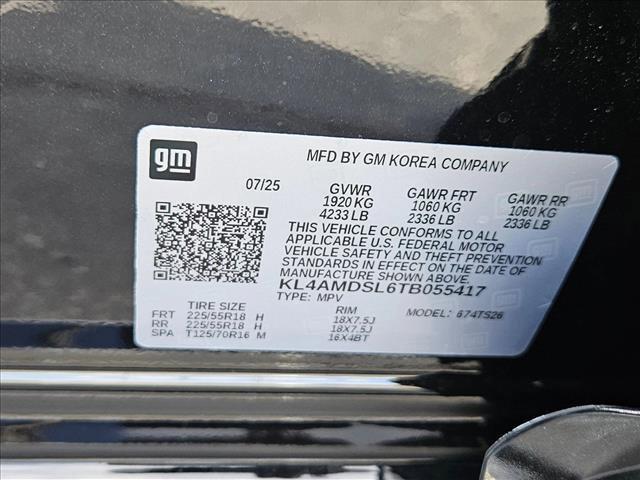 gm
MFD BY GM KOREA COMPANY
07/25 GVWR GAWR FRT GAWR RR
1920 KG 1060 KG 1060 KG
4233 LB 2336 LB 2336 LB
THIS VEHICLE CONFORMS TO ALL
APPLICABLE U.S. FEDERAL MOTOR
VEHICLE SAFETY AND THEFT PREVENTION
STANDARDS IN EFFECT ON THE DATE OF
MANUFACTURE SHOWN ABOVE.
KL4AMDSL6TB055417
TYPE: MPV MODEL: 674TS26
TIRE SIZE RIM
FRT 225/55R18 H 18X7.5J
RR 225/55R18 H 18X7.5J
SPA T125/70R16 M 16X4BT